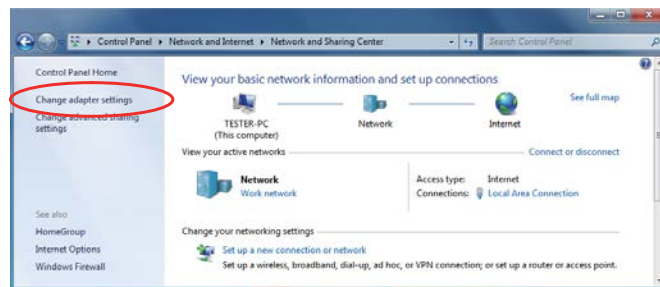 Control Panel ▸ Network and Internet ▸ Network and Sharing Center
Search Control Panel
Control Panel Home
Change adapter settings
Change advanced sharing
settings
See also
HomeGroup
Internet Options
Windows Firewall
View your basic network information and set up connections
See full map
TESTER-PC
(This computer)
Network
Internet
View your active networks
Connect or disconnect
Network
Work network
Access type: Internet
Connections: Local Area Connection
Change your networking settings
Set up a new connection or network
Set up a wireless, broadband, dial-up, ad hoc, or VPN connection; or set up a router or access point.